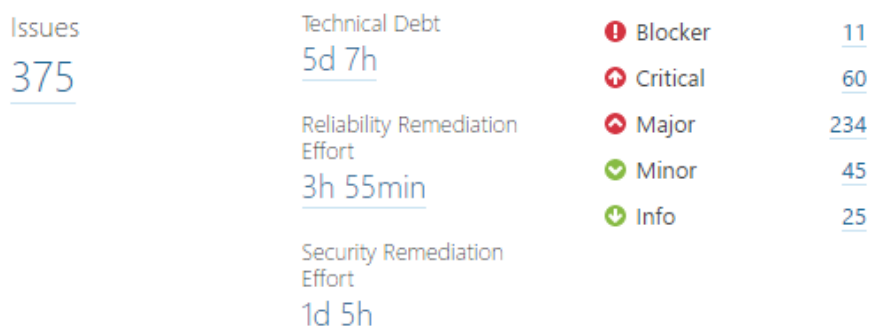 Issues
375
Technical Debt
5d 7h
Reliability Remediation
Effort
3h 55min
Security Remediation
Effort
1d 5h
Blocker 11
Critical 60
Major 234
Minor 45
Info 25